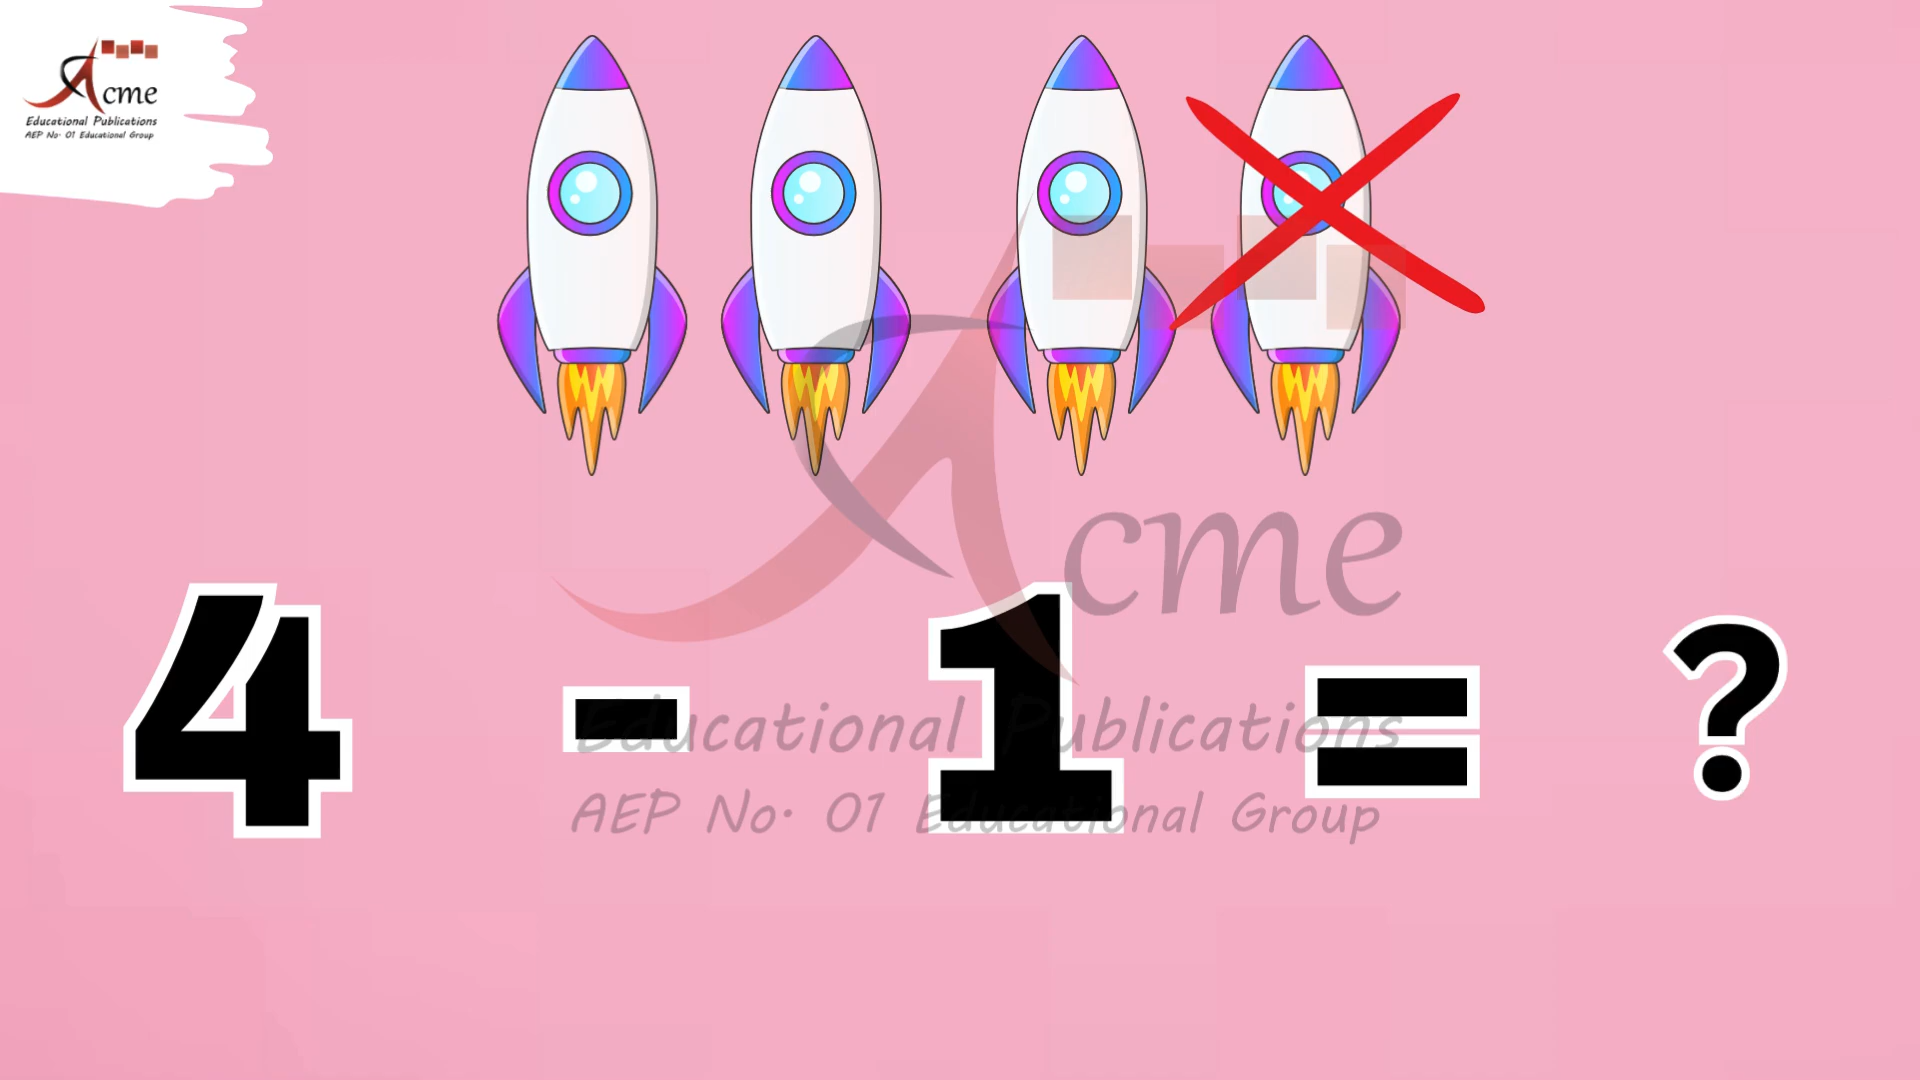 Acme
Educational Publications
AEP No. 01 Educational Group
4 - 1 = ?
Acme
Educational Publications
AEP No. 01 Educational Group